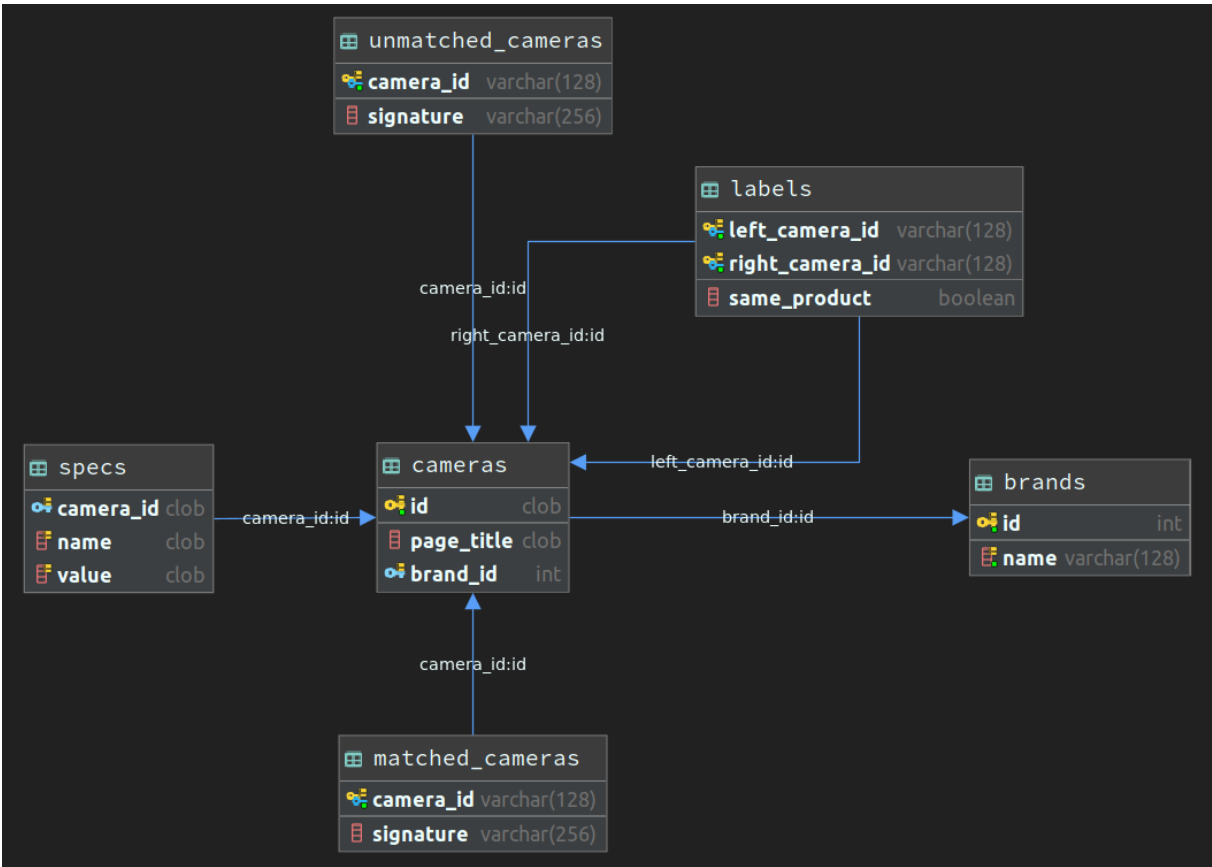 unmatched_cameras
camera_id varchar(128)
signature varchar(256)
labels
left_camera_id varchar(128)
right_camera_id varchar(128)
same_product boolean
camera_id:id
right_camera_id:id
left_camera_id:id
specs
camera_id clob
name clob
value clob
camera_id:id
cameras
id clob
page_title clob
brand_id int
brand_id:id
brands
id int
name varchar(128)
camera_id:id
matched_cameras
camera_id varchar(128)
signature varchar(256)